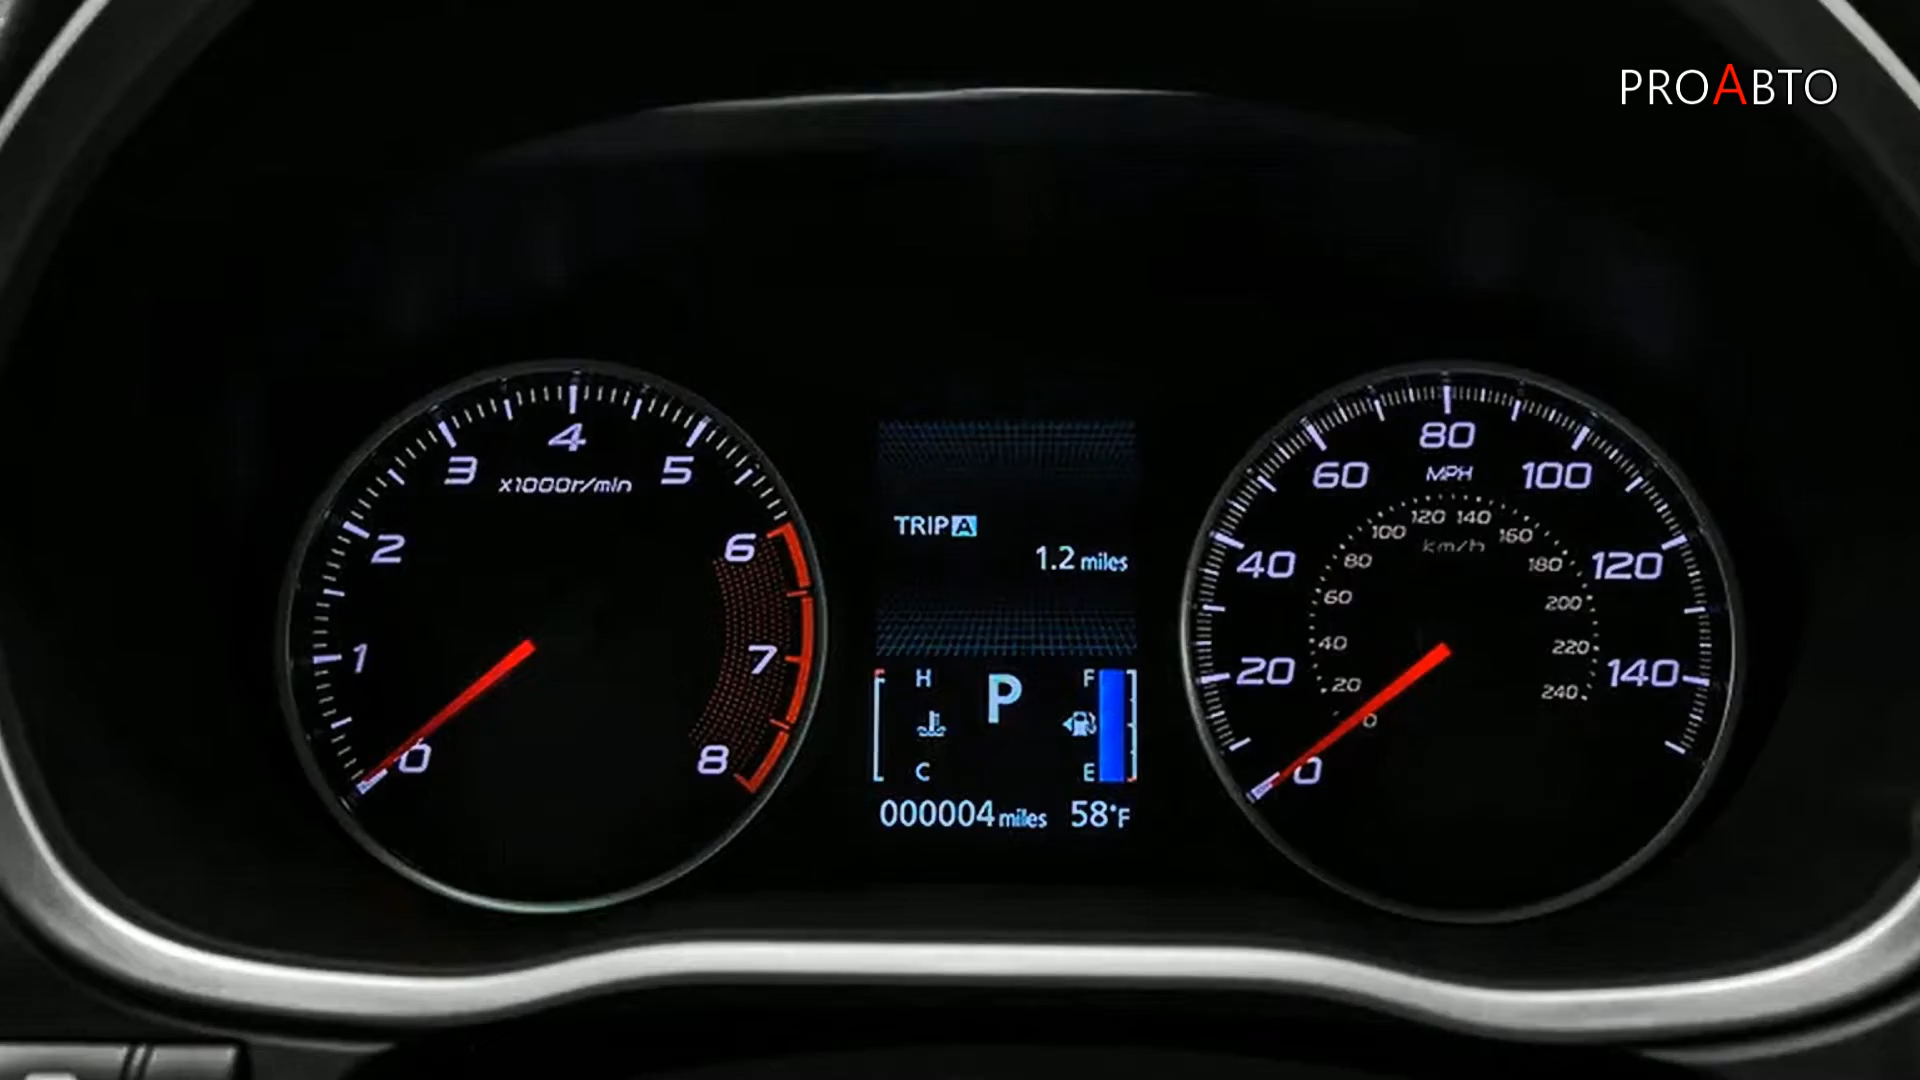 PROАВТО
4
3
x1000r/min
5
2
6
1
7
0
8
TRIP A
1.2 miles
H
P
F
C
E
000004 miles 58°F
80
60
MPH
100
120 140
100
160
km/h
40
80
180
120
60
200
40
220
20
140
20
240
0
0